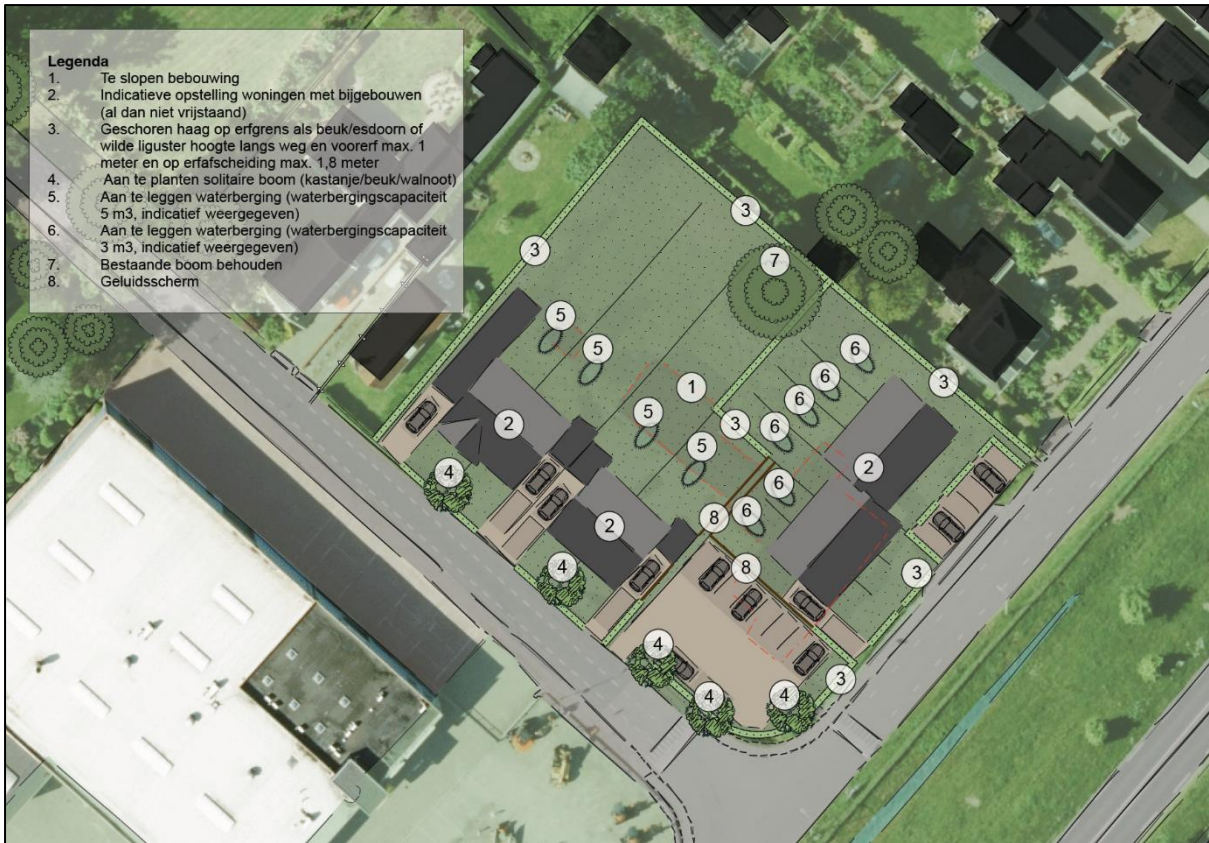 Legenda
1. Te slopen bebouwing
2. Indicatieve opstelling woningen met bijgebouwen
(al dan niet vrijstaand)
3. Geschoren haag op erfgrens als beuk/esdoorn of
wilde liguster hoogte langs weg en voorerf max. 1
meter en op erfafscheiding max. 1,8 meter
4. Aan te planten solitaire boom (kastanje/beuk/walnoot)
5. Aan te leggen waterberging (waterbergingscapaciteit
5 m3, indicatief weergegeven)
6. Aan te leggen waterberging (waterbergingscapaciteit
3 m3, indicatief weergegeven)
7. Bestaande boom behouden
8. Geluidsscherm
3
3
7
5
5
6
6
3
1
6
5
3
6
2
4
5
2
6
6
2
8
4
8
3
4
3
4
4